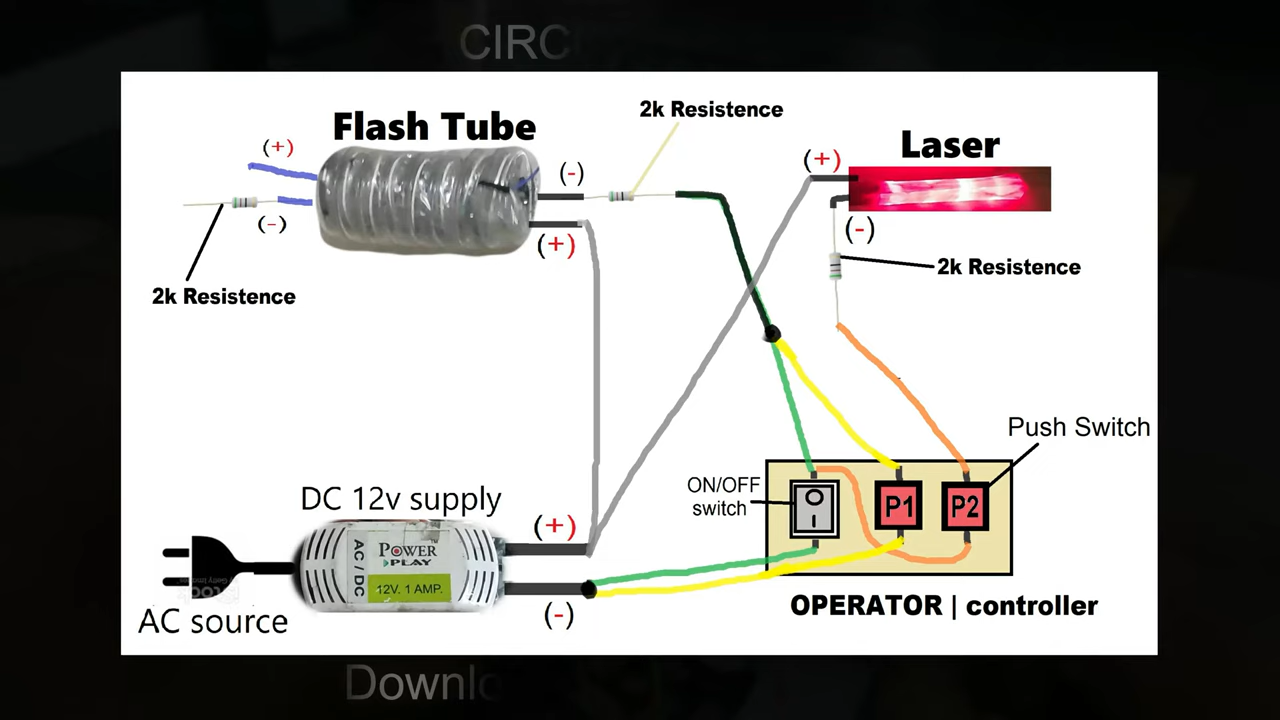 CIRC
Flash Tube
2k Resistence
Laser
(+)
(-)
(+)
(-)
(+)
(-)
2k Resistence
2k Resistence
Push Switch
ON/OFF
switch
P1
P2
DC 12v supply
(+)
AC / DC
POWER
PLAY
12V. 1 AMP.
(-)
AC source
OPERATOR | controller
Downlo